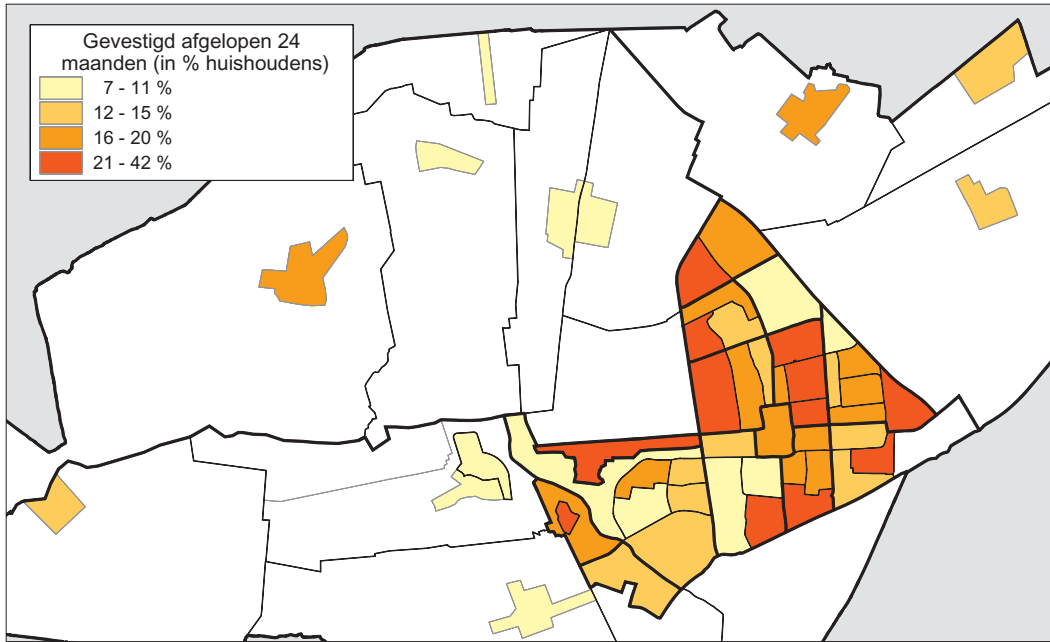 Gevestigd afgelopen 24
maanden (in % huishoudens)
7 - 11 %
12 - 15 %
16 - 20 %
21 - 42 %